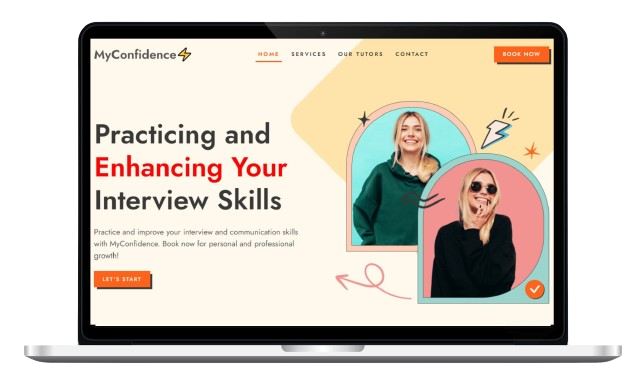 MyConfidence
HOME SERVICES OUR TUTORS CONTACT
BOOK NOW
Practicing and
Enhancing Your
Interview Skills
Practice and improve your interview and communication skills
with MyConfidence. Book now for personal and professional
growth!
LET'S START